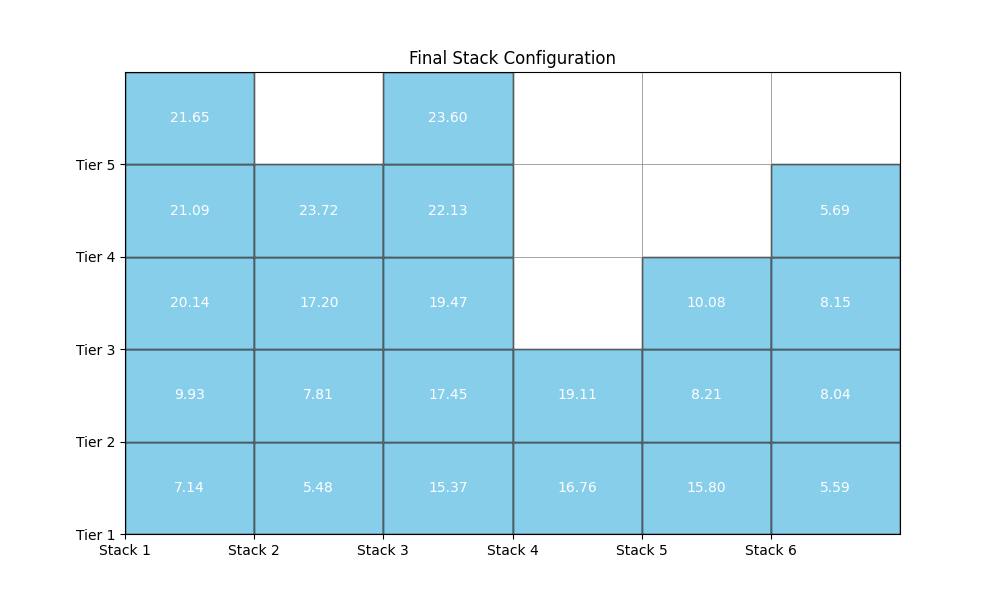 Final Stack Configuration
21.65 23.60
Tier 5
21.09 23.72 22.13 5.69
Tier 4
20.14 17.20 19.47 10.08 8.15
Tier 3
9.93 7.81 17.45 19.11 8.21 8.04
Tier 2
7.14 5.48 15.37 16.76 15.80 5.59
Tier 1
Stack 1 Stack 2 Stack 3 Stack 4 Stack 5 Stack 6